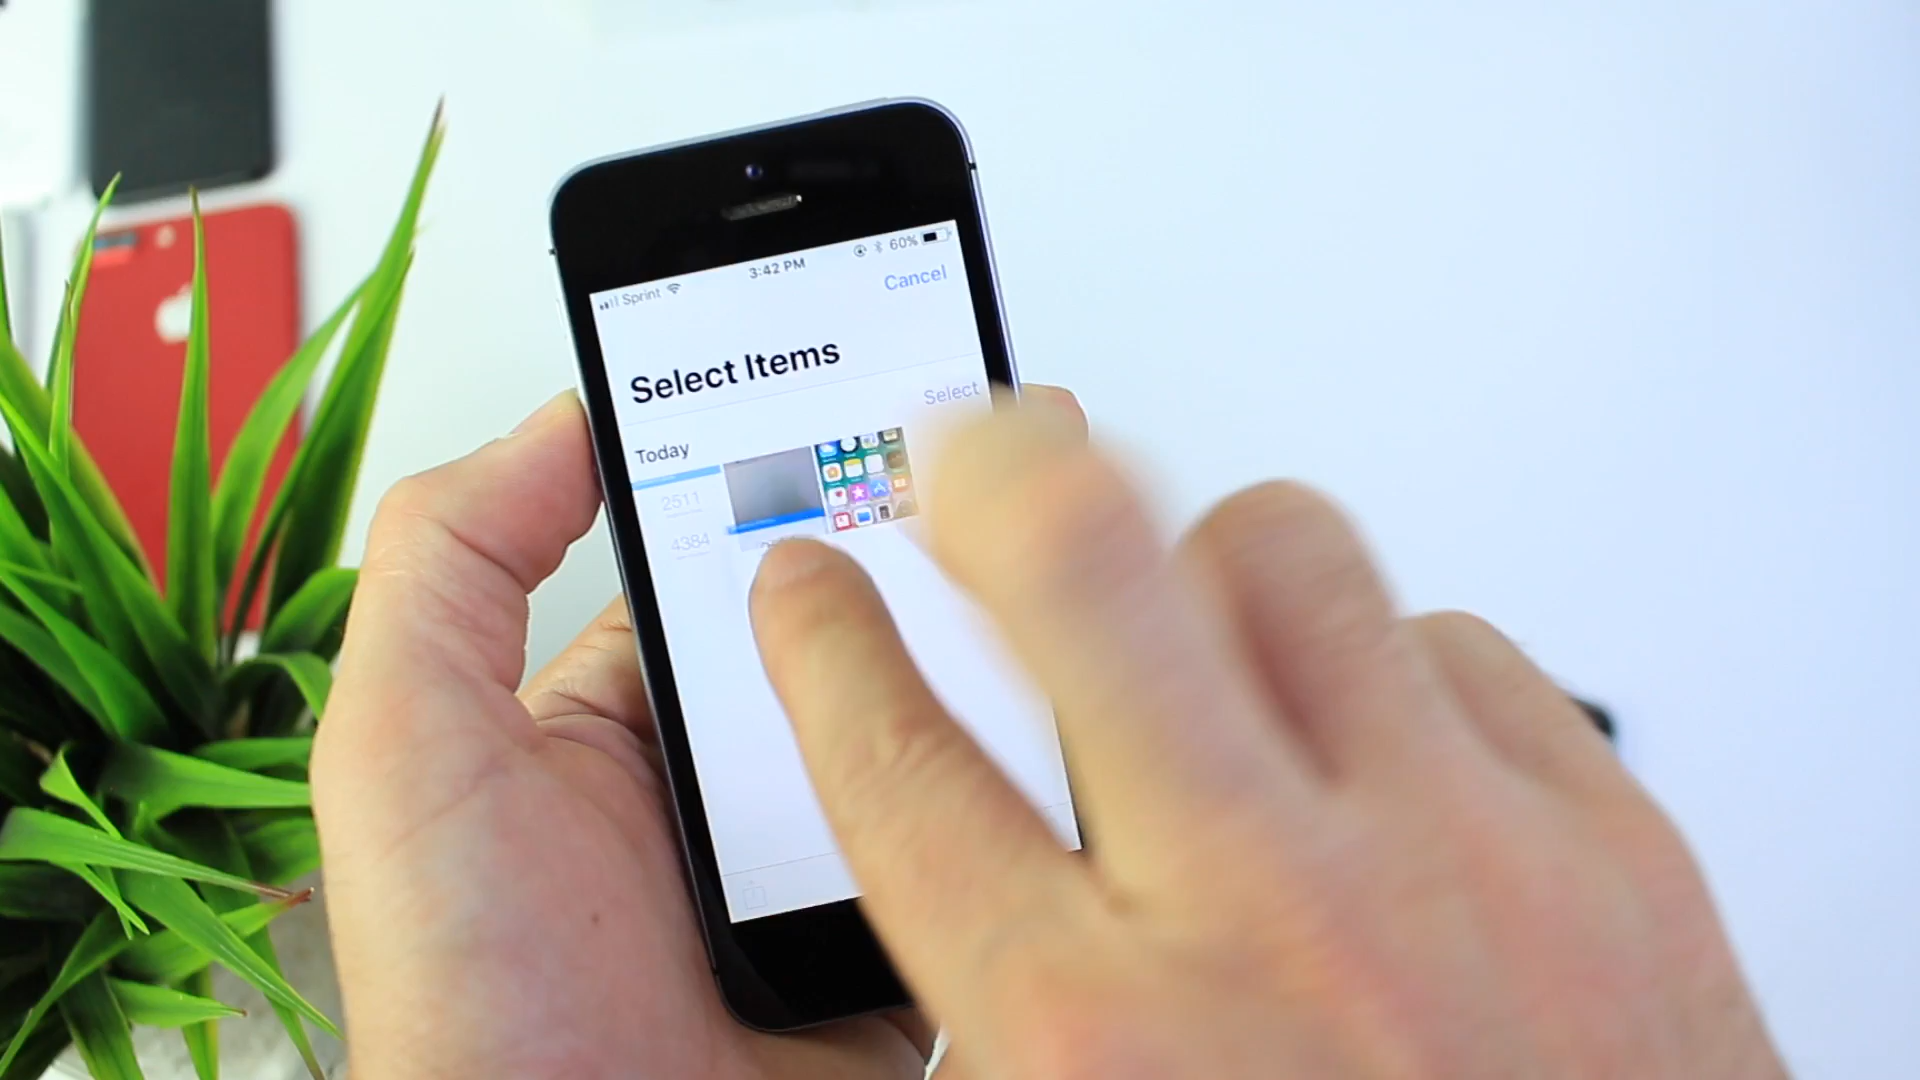 Sprint 3:42 PM 60%
Cancel
Select Items
Select
Today
2511
4384